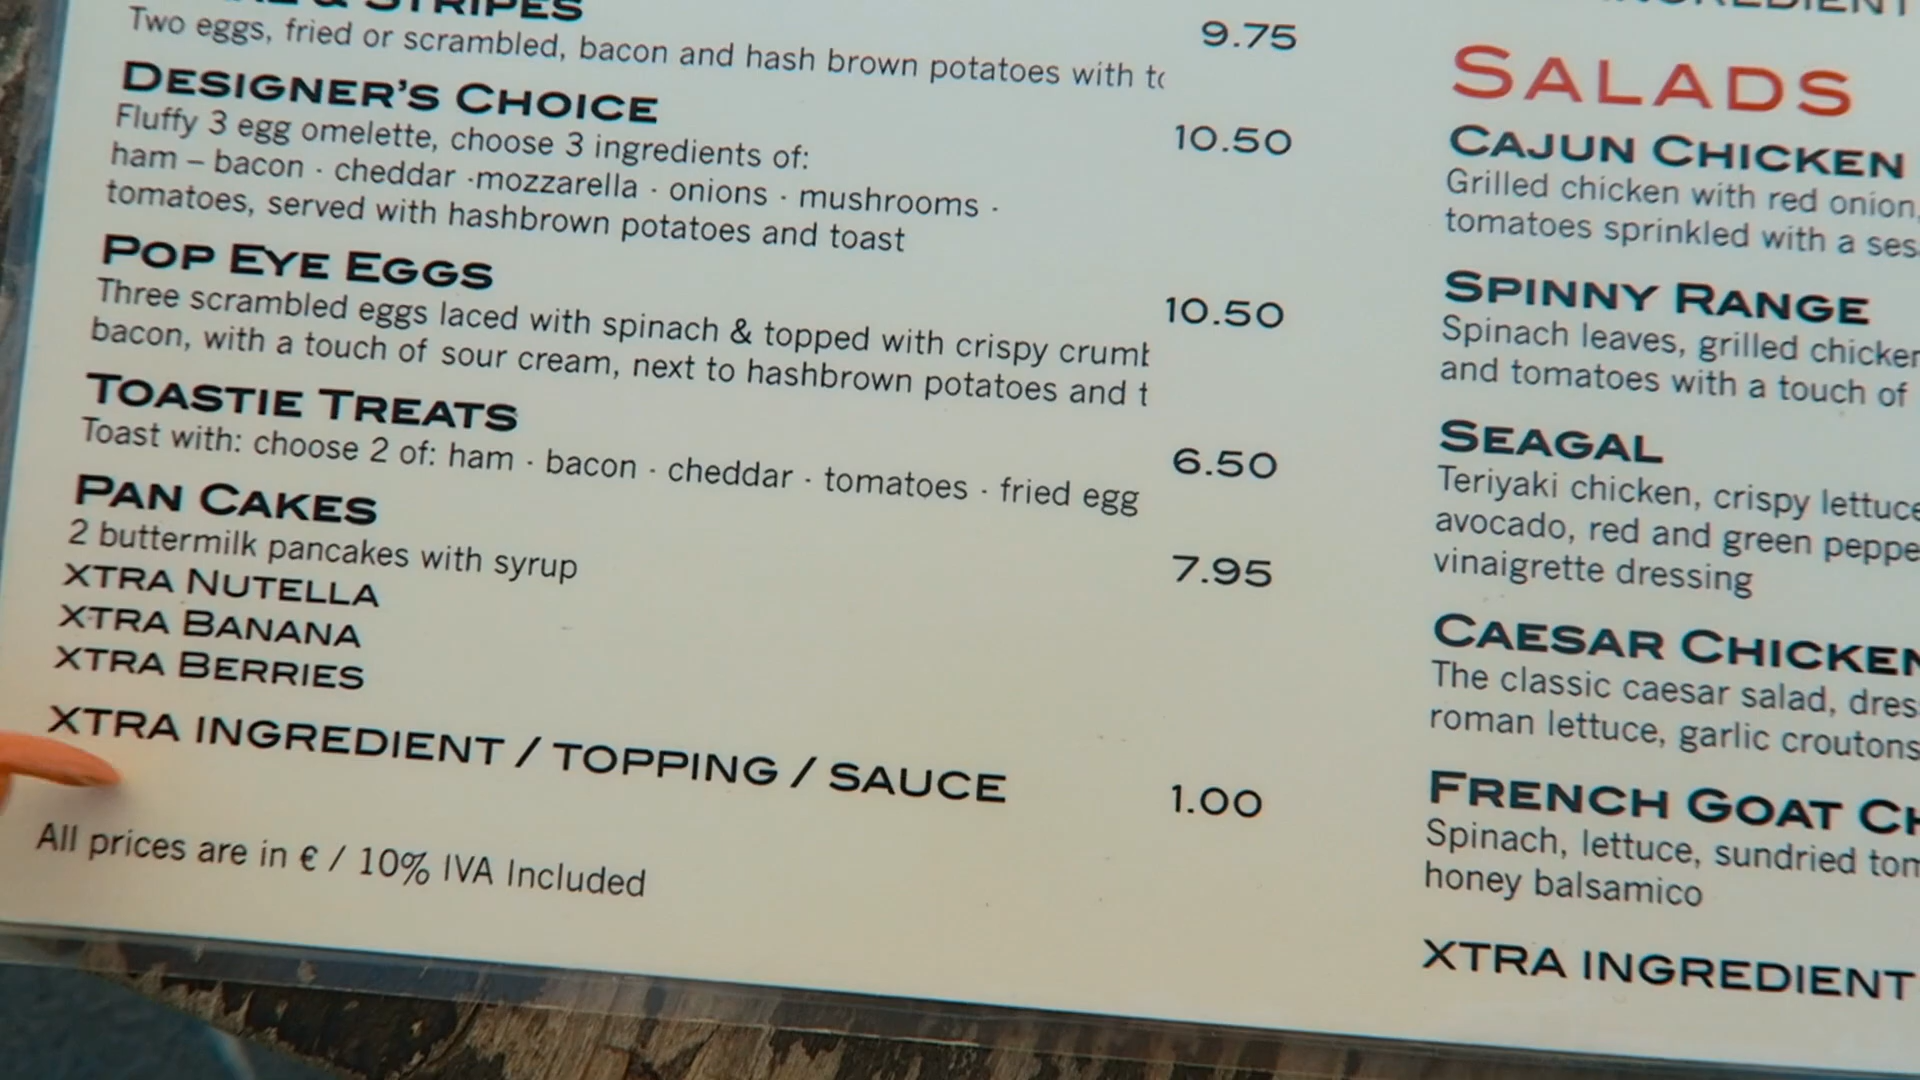 & STRIPES
Two eggs, fried or scrambled, bacon and hash brown potatoes with
9.75
DESIGNER'S CHOICE
10.50
Fluffy 3 egg omelette, choose 3 ingredients of:
ham – bacon · cheddar ·mozzarella · onions · mushrooms ·
tomatoes, served with hashbrown potatoes and toast
POP EYE EGGS
10.50
Three scrambled eggs laced with spinach & topped with crispy
bacon, with a touch of sour cream, next to hashbrown potatoes and
TOASTIE TREATS
6.50
Toast with: choose 2 of: ham · bacon · cheddar · tomatoes · fried egg
PAN CAKES
7.95
2 buttermilk pancakes with syrup
XTRA NUTELLA
XTRA BANANA
XTRA BERRIES
XTRA INGREDIENT / TOPPING / SAUCE
1.00
All prices are in € / 10% IVA Included
SALADS
CAJUN CHICKEN
Grilled chicken with red onion,
tomatoes sprinkled with a
SPINNY RANGE
Spinach leaves, grilled
and tomatoes with a touch of
SEAGAL
Teriyaki chicken, crispy
avocado, red and green
vinaigrette dressing
CAESAR CHICKEN
The classic caesar salad,
roman lettuce, garlic croutons
FRENCH GOAT
Spinach, lettuce, sundried
honey balsamico
XTRA INGREDIENT